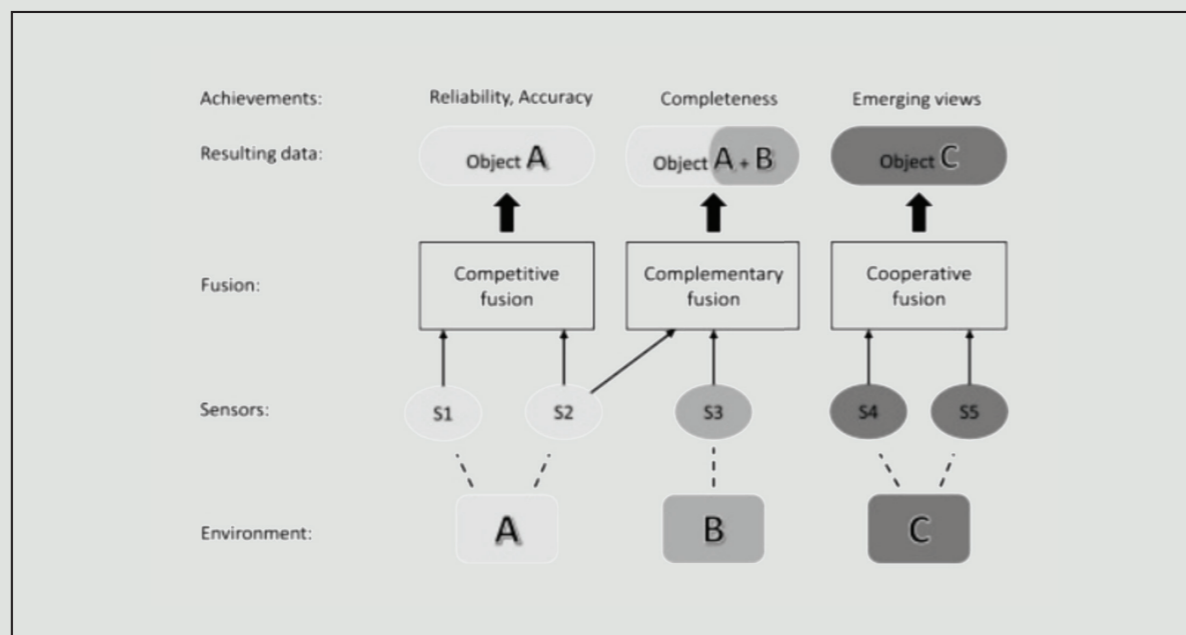 Achievements: Reliability, Accuracy Completeness Emerging views
Resulting data: Object A Object A + B Object C
Fusion: Competitive fusion Complementary fusion Cooperative fusion
Sensors: S1 S2 S3 S4 S5
Environment: A B C